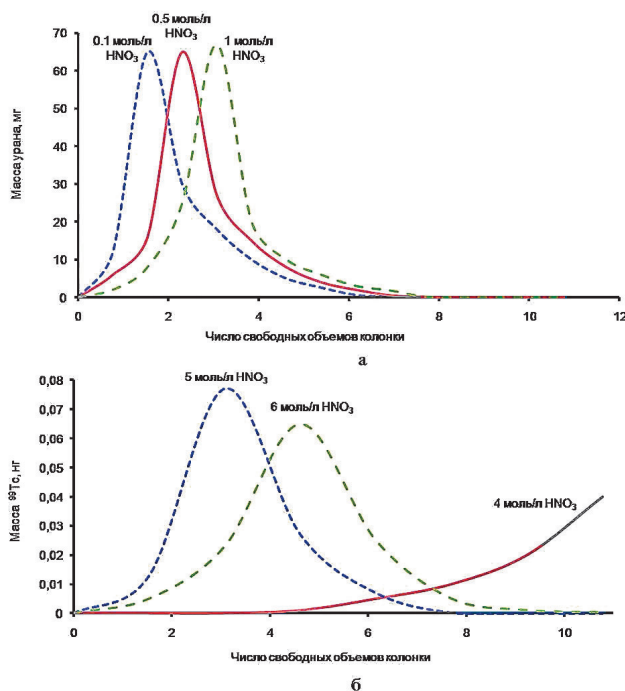 а
0.5 моль/л
HNO3
0.1 моль/л
HNO3
1 моль/л
HNO3
Масса урана, мг
70
60
50
40
30
20
10
0
0 2 4 6 8 10 12
Число свободных объемов колонки
а
5 моль/л HNO3
6 моль/л HNO3
4 моль/л HNO3
Масса 99Tc, нг
0,08
0,07
0,06
0,05
0,04
0,03
0,02
0,01
0
0 2 4 6 8 10
Число свободных объемов колонки
б